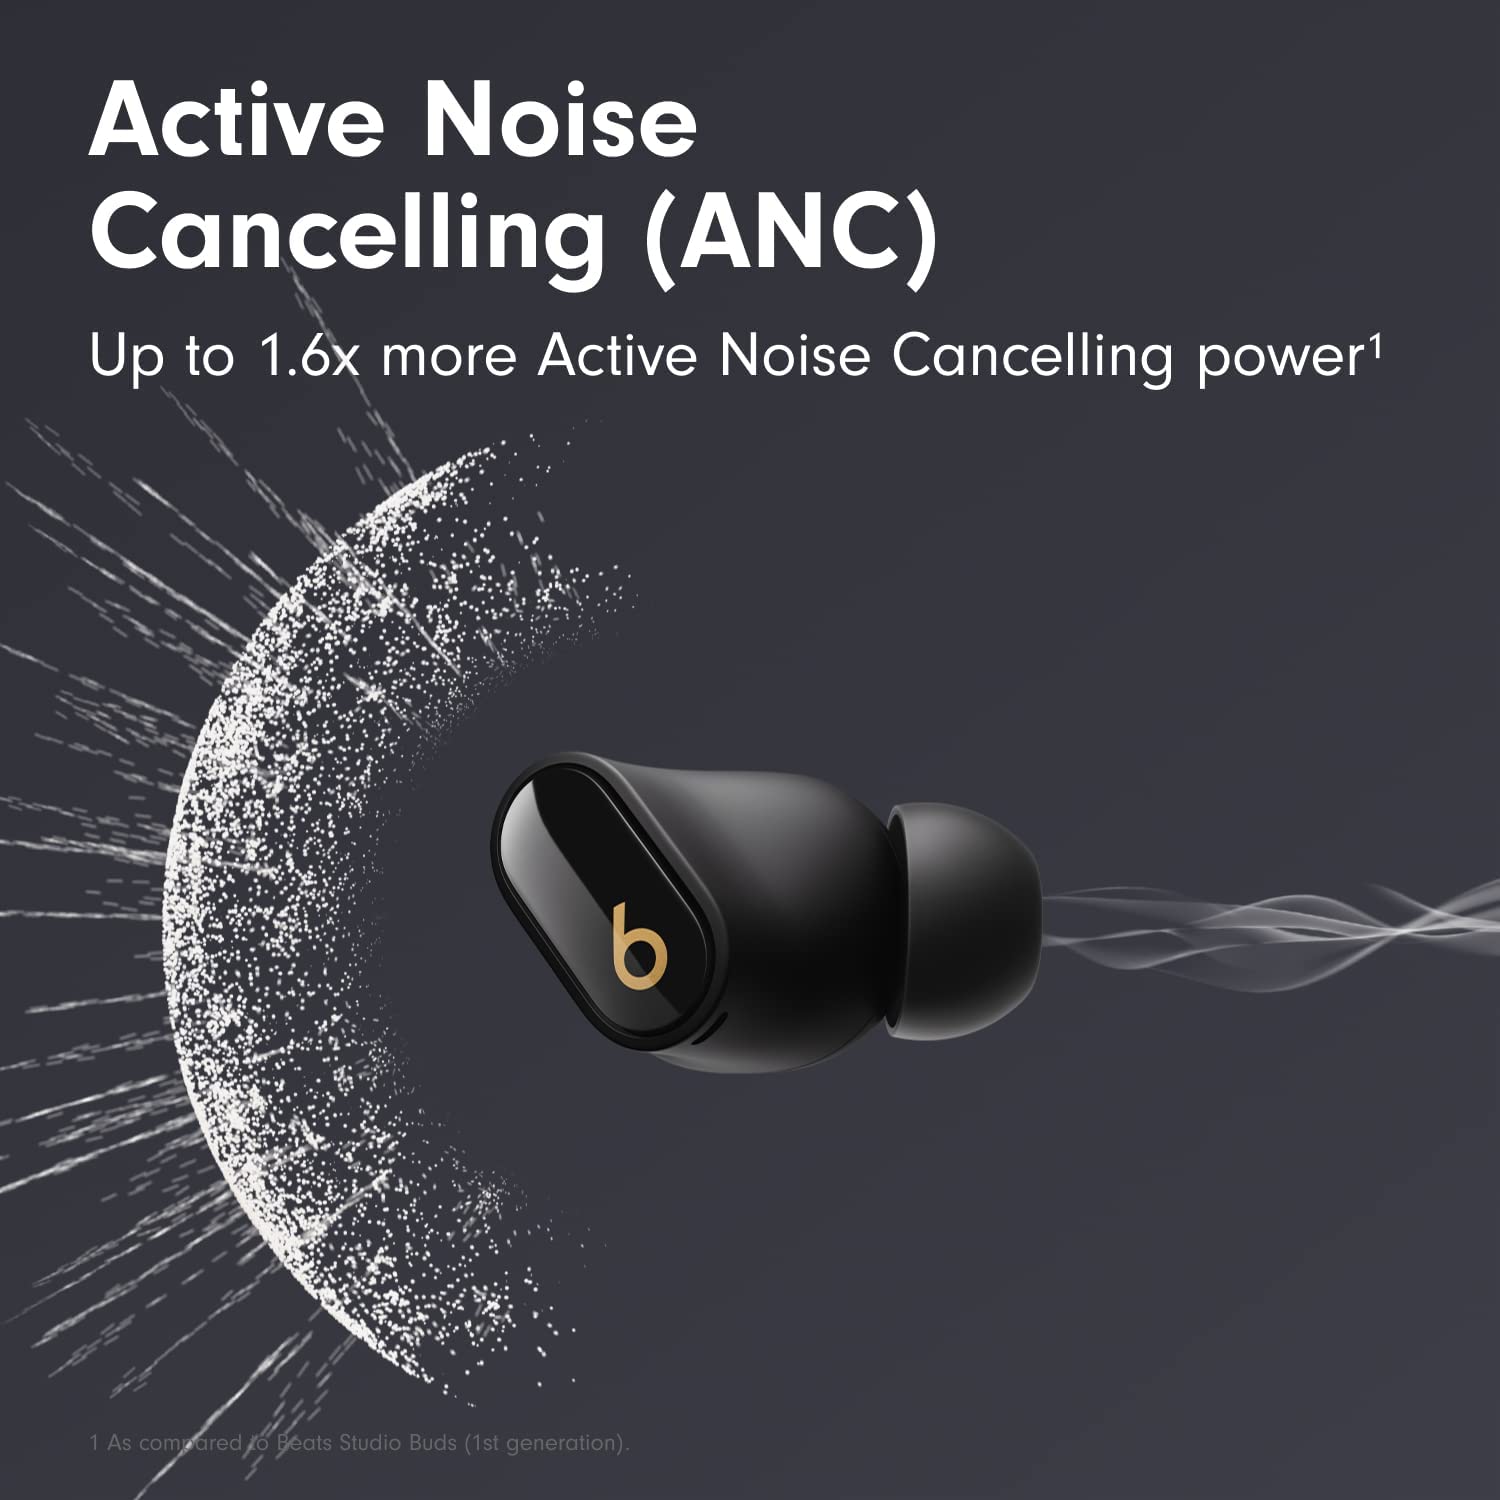 Active Noise
Cancelling (ANC)
Up to 1.6x more Active Noise Cancelling power¹
b
1 As compared to Beats Studio Buds (1st generation).